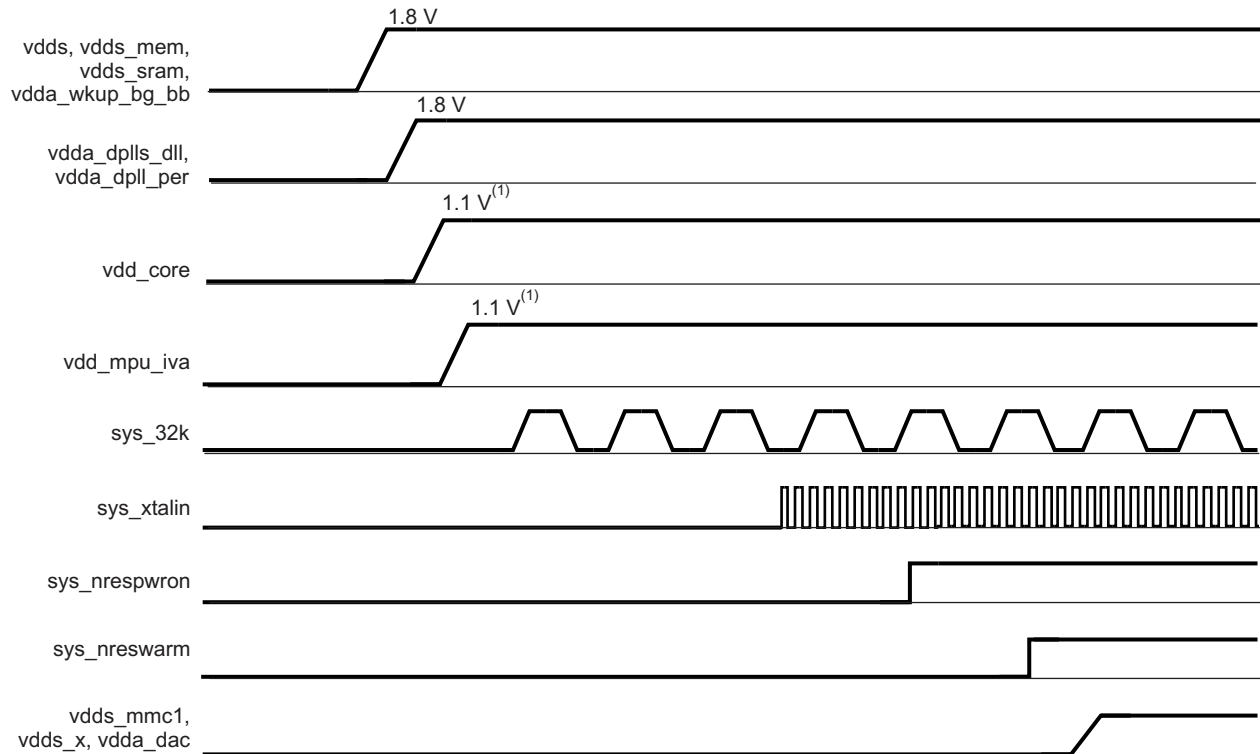 1.8 V
vdds, vdds_mem,
vdds_sram,
vdda_wkup_bg_bb
1.8 V
vdda_dplls_dll,
vdda_dpll_per
1.1 V(1)
vdd_core
1.1 V(1)
vdd_mpu_iva
sys_32k
sys_xtalin
sys_nrespwron
sys_nreswarm
vdds_mmc1,
vdds_x, vdda_dac